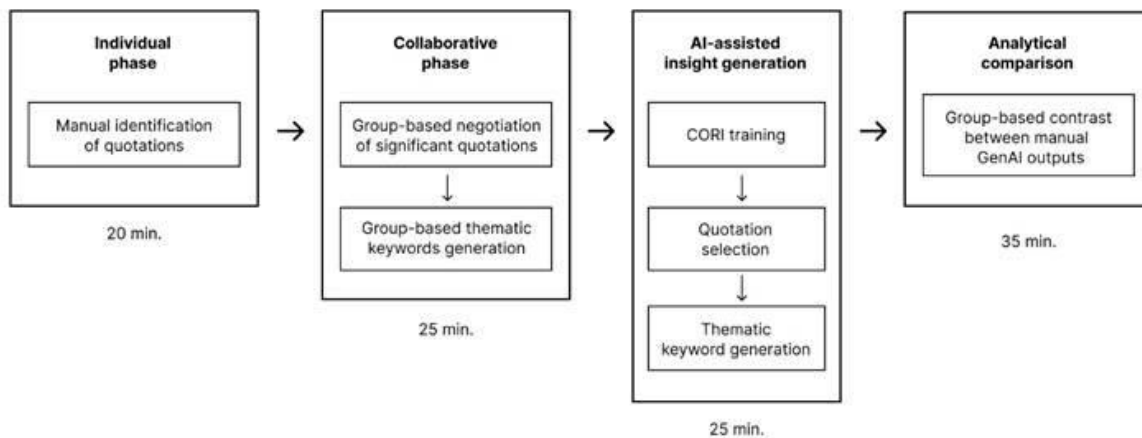 Individual
phase
Manual identification
of quotations
20 min.
Collaborative
phase
Group-based negotiation
of significant quotations
Group-based thematic
keywords generation
25 min.
AI-assisted
insight generation
CORI training
Quotation
selection
Thematic
keyword generation
25 min.
Analytical
comparison
Group-based contrast
between manual
GenAI outputs
35 min.